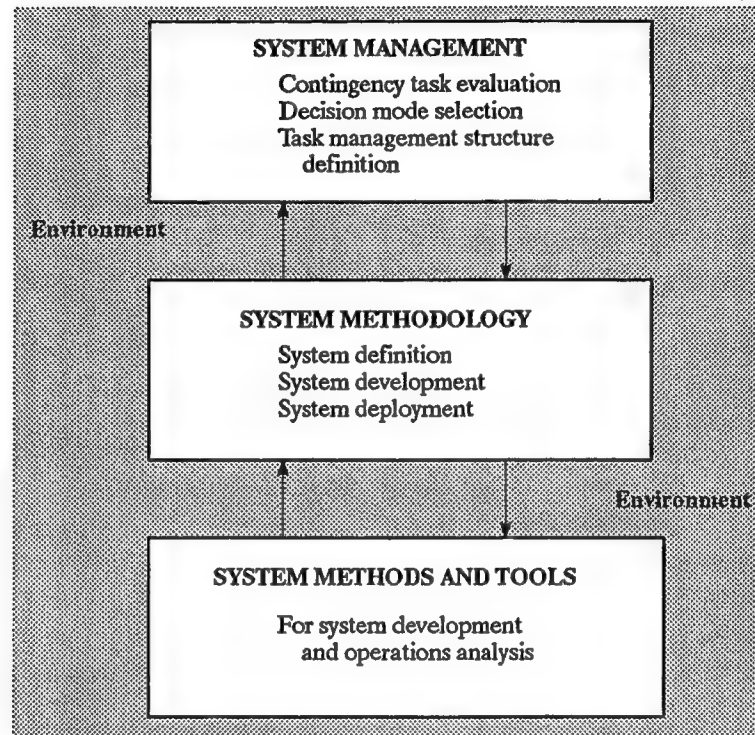 SYSTEM MANAGEMENT
Contingency task evaluation
Decision mode selection
Task management structure
definition
Environment
SYSTEM METHODOLOGY
System definition
System development
System deployment
Environment
SYSTEM METHODS AND TOOLS
For system development
and operations analysis